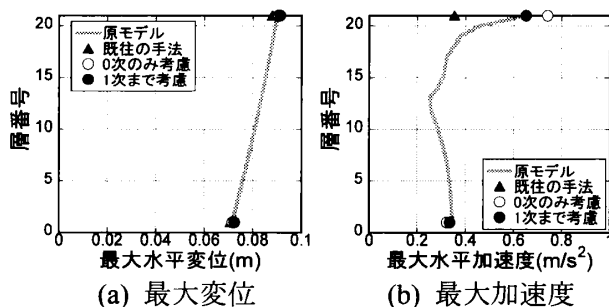 20
15
10
5
0
層番号
原モデル
既往の手法
0次のみ考慮
1次まで考慮
0 0.02 0.04 0.06 0.08 0.1
最大水平変位(m)
(a) 最大変位
20
15
10
5
0
層番号
原モデル
既往の手法
0次のみ考慮
1次まで考慮
0 0.2 0.4 0.6 0.8
最大水平加速度(m/s²)
(b) 最大加速度